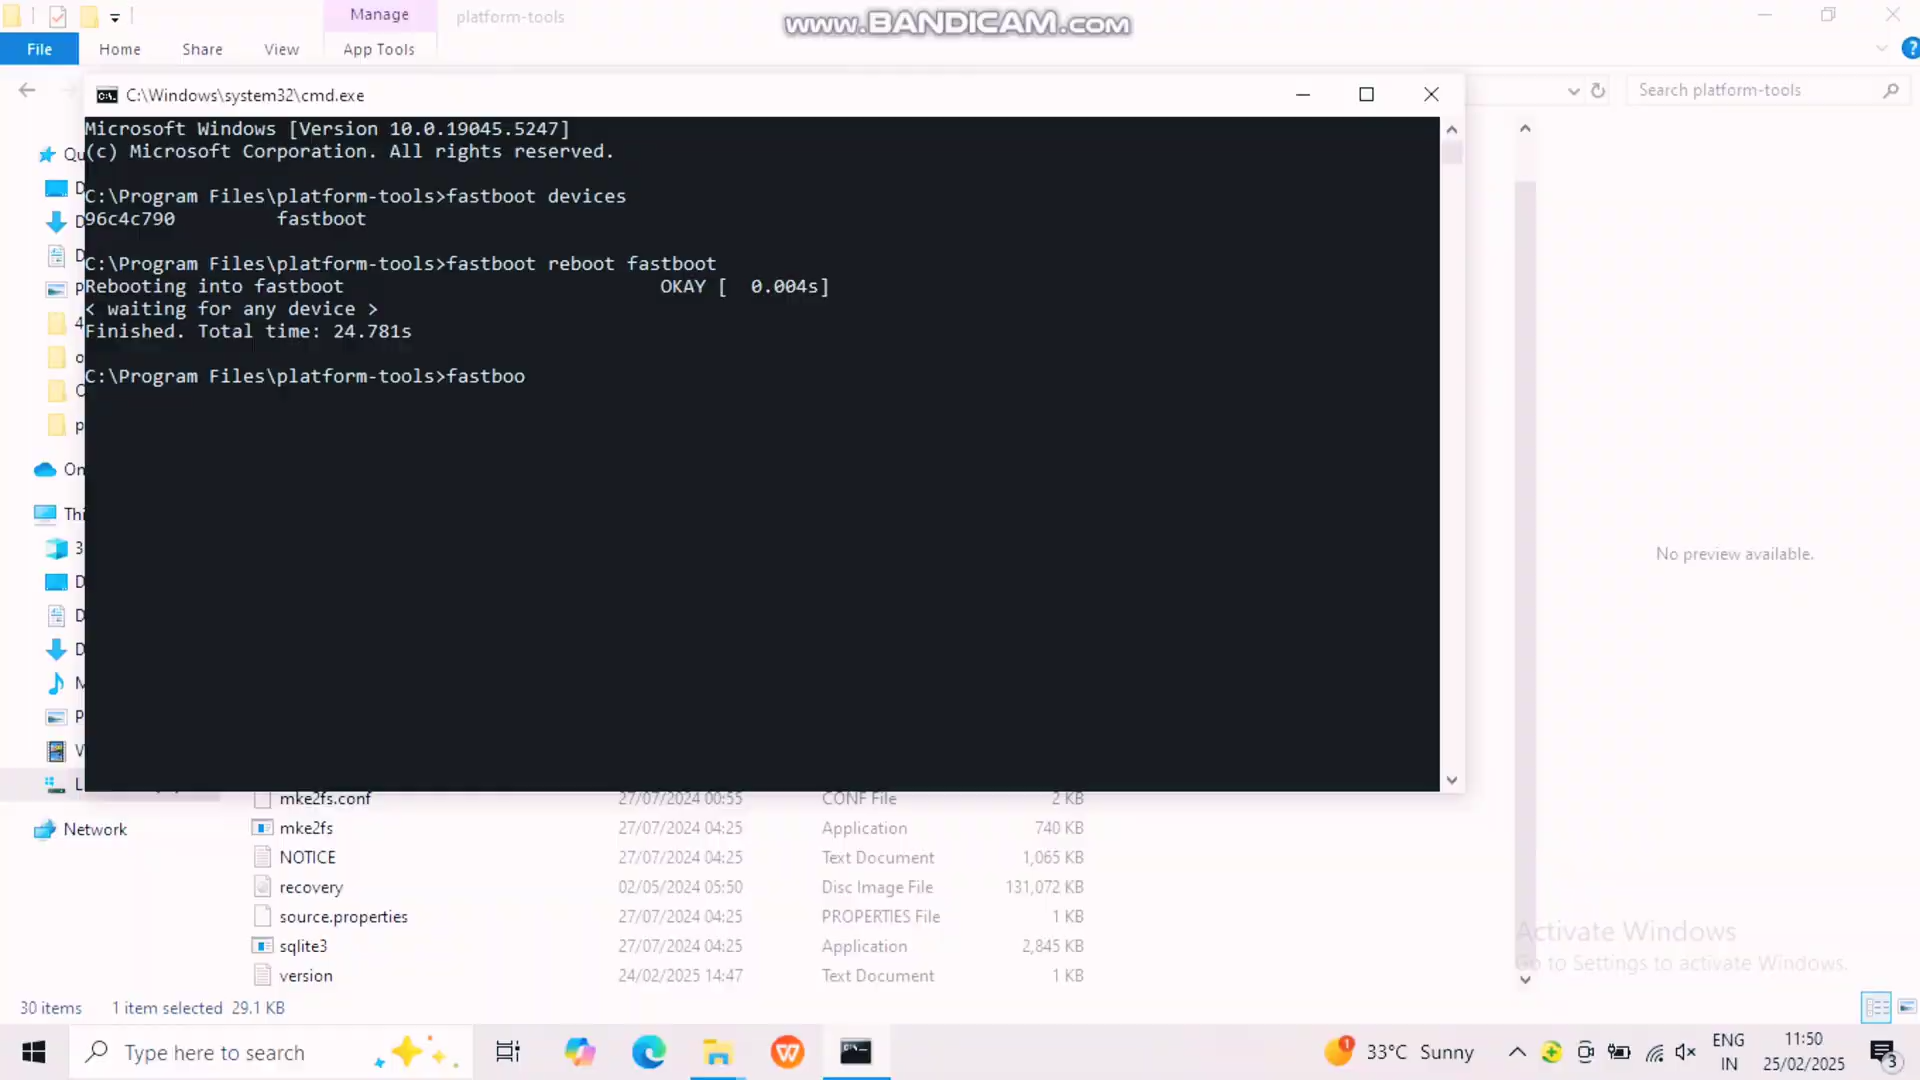 Manage
platform-tools
www.BANDICAM.com
File
Home
Share
View
App Tools
?
C:\Windows\system32\cmd.exe
Search platform-tools
Microsoft Windows [Version 10.0.19045.5247]
(c) Microsoft Corporation. All rights reserved.
C:\Program Files\platform-tools>fastboot devices
96c4c790 fastboot
C:\Program Files\platform-tools>fastboot reboot fastboot
Rebooting into fastboot OKAY [ 0.004s]
< waiting for any device >
Finished. Total time: 24.781s
C:\Program Files\platform-tools>fastboo
Qu
D
D
D
P
4
o
O
p
On
Thi
3
D
D
D
M
P
V
L
Network
No preview available.
mke2fs.conf 27/07/2024 00:55 CONF File 2 KB
mke2fs 27/07/2024 04:25 Application 740 KB
NOTICE 27/07/2024 04:25 Text Document 1,065 KB
recovery 02/05/2024 05:50 Disc Image File 131,072 KB
source.properties 27/07/2024 04:25 PROPERTIES File 1 KB
sqlite3 27/07/2024 04:25 Application 2,845 KB
version 24/02/2025 14:47 Text Document 1 KB
Activate Windows
Go to Settings to activate Windows.
30 items 1 item selected 29.1 KB
Type here to search
1
33°C Sunny
ENG
IN
11:50
25/02/2025
3